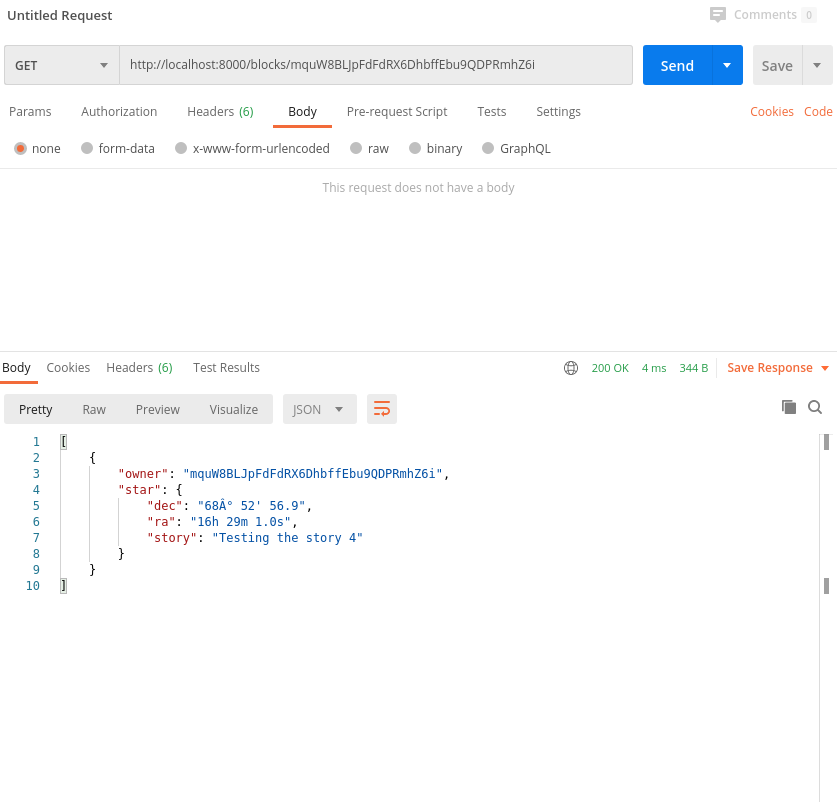 Untitled Request
Comments 0
GET http://localhost:8000/blocks/mquW8BLJpFdFdRX6DhbffEbu9QDPRmhZ6i Send Save
Params Authorization Headers (6) Body Pre-request Script Tests Settings Cookies Code
none form-data x-www-form-urlencoded raw binary GraphQL
This request does not have a body
Body Cookies Headers (6) Test Results 200 OK 4 ms 344 B Save Response
Pretty Raw Preview Visualize JSON
1 [
2 {
3 "owner": "mquW8BLJpFdFdRX6DhbffEbu9QDPRmhZ6i",
4 "star": {
5 "dec": "68Â° 52' 56.9",
6 "ra": "16h 29m 1.0s",
7 "story": "Testing the story 4"
8 }
9 }
10 ]